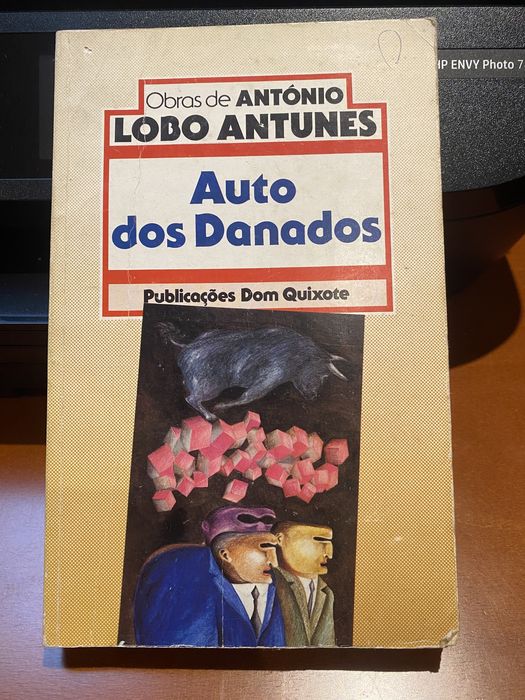 HP ENVY Photo 7
Obras de ANTÓNIO
LOBO ANTUNES
Auto
dos Danados
Publicações Dom Quixote